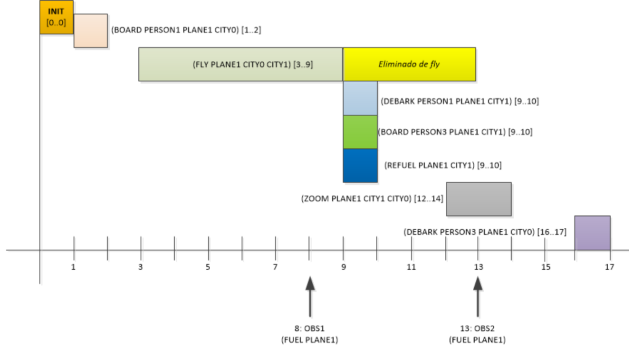 INIT
[0..0]
(BOARD PERSON1 PLANE1 CITY0) [1..2]
(FLY PLANE1 CITY0 CITY1) [3..9]
Eliminado de fly
(DEBARK PERSON1 PLANE1 CITY1) [9..10]
(BOARD PERSON3 PLANE1 CITY1) [9..10]
(REFUEL PLANE1 CITY1) [9..10]
(ZOOM PLANE1 CITY1 CITY0) [12..14]
(DEBARK PERSON3 PLANE1 CITY0) [16..17]
1 3 5 7 9 11 13 15 17
8: OBS1
(FUEL PLANE1)
13: OBS2
(FUEL PLANE1)